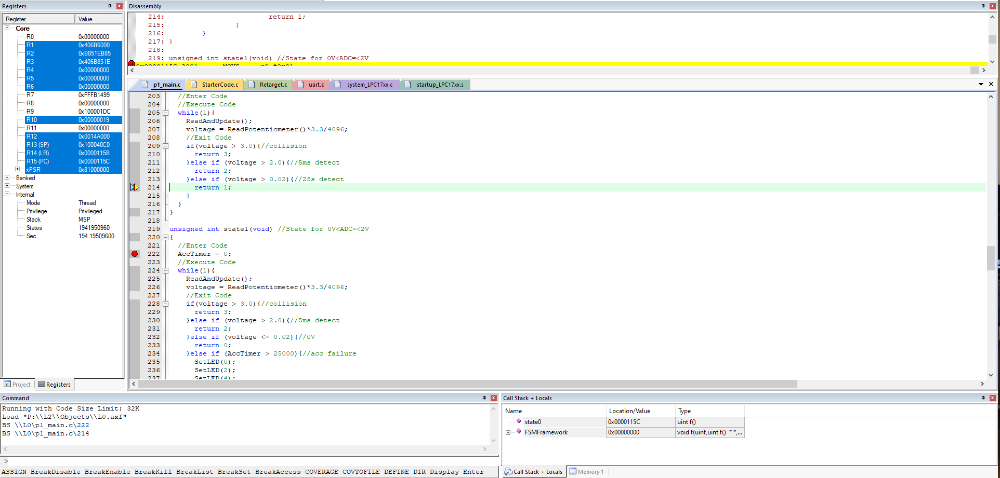 Registers
Register Value
Core
R0 0x00000000
R1 0x406B6000
R2 0xB851EB85
R3 0x406B851E
R4 0x00000000
R5 0x00000000
R6 0x00000000
R7 0xFFFB1499
R8 0x00000000
R9 0x100001DC
R10 0x00000019
R11 0x00000000
R12 0x0014A000
R13 (SP) 0x100040C0
R14 (LR) 0x0000115B
R15 (PC) 0x0000115C
xPSR 0x81000000
Banked
System
Internal
Mode Thread
Privilege Privileged
Stack MSP
States 1941950960
Sec 194.19509600
Project Registers
Disassembly
214: return 1;
215: }
216: }
217: }
218:
219: unsigned int state1(void) //State for 0V<ADC=<2V
p1_main.c StarterCode.c Retarget.c uart.c system_LPC17xx.c startup_LPC17xx.s
203 //Enter Code
204 //Execute Code
205 while(1){
206 ReadAndUpdate();
207 voltage = ReadPotentiometer()*3.3/4096;
208 //Exit Code
209 if(voltage > 3.0){//collision
210 return 3;
211 }else if (voltage > 2.0){//5ms detect
212 return 2;
213 }else if (voltage > 0.02){//25s detect
214 return 1;
215 }
216 }
217 }
218
219 unsigned int state1(void) //State for 0V<ADC=<2V
220 {
221 //Enter Code
222 AccTimer = 0;
223 //Execute Code
224 while(1){
225 ReadAndUpdate();
226 voltage = ReadPotentiometer()*3.3/4096;
227 //Exit Code
228 if(voltage > 3.0){//collision
229 return 3;
230 }else if (voltage > 2.0){//5ms detect
231 return 2;
232 }else if (voltage <= 0.02){//0V
233 return 0;
234 }else if (AccTimer > 25000){//acc failure
235 SetLED(0);
236 SetLED(2);
237 SetLED(4);
Command
Running with Code Size Limit: 32K
Load "P:\\L2\\Objects\\L0.axf"
BS \\L0\p1_main.c\222
BS \\L0\p1_main.c\214
>
ASSIGN BreakDisable BreakEnable BreakKill BreakList BreakSet BreakAccess COVERAGE COVTOFILE DEFINE DIR Display Enter
Call Stack + Locals
Name Location/Value Type
state0 0x0000115C uint f()
FSMFramework 0x00000000 void f(uint,uint f() * *,...
Call Stack + Locals Memory 1